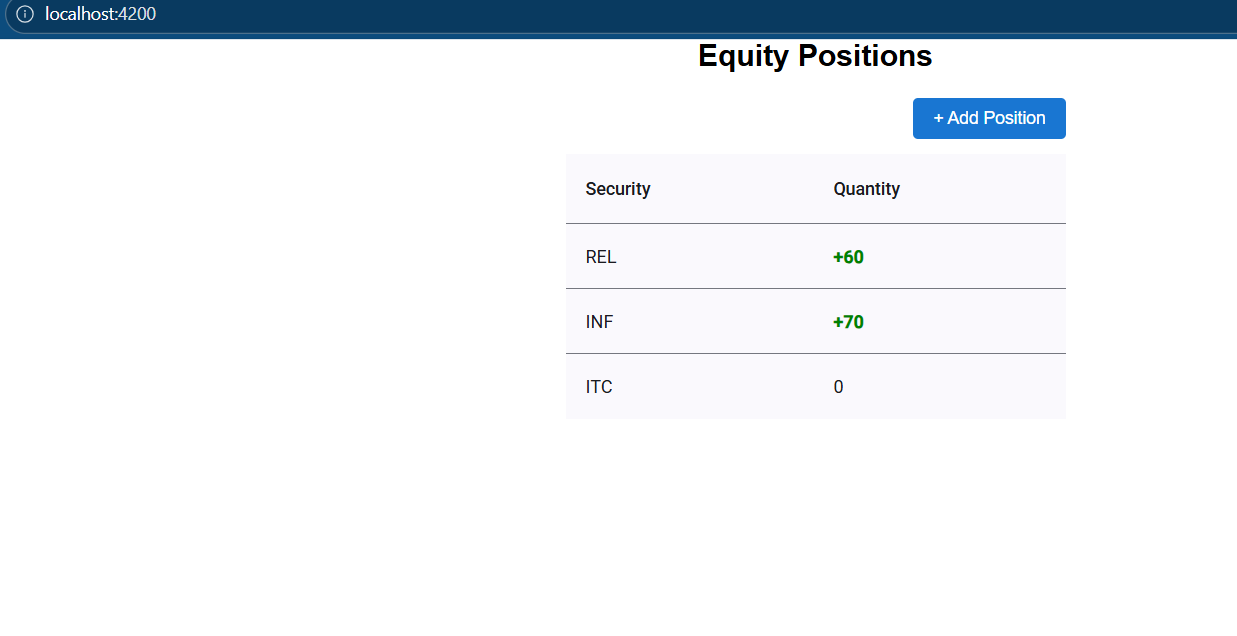 localhost:4200
Equity Positions
+ Add Position
Security Quantity
REL +60
INF +70
ITC 0